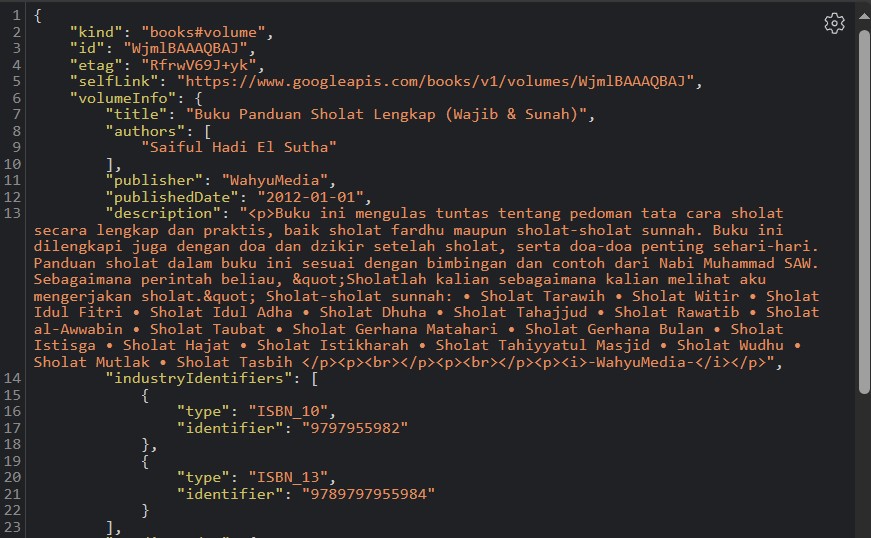 1 {
2 "kind": "books#volume",
3 "id": "WjmlBAAAQBAJ",
4 "etag": "RfrwV69J+yk",
5 "selfLink": "https://www.googleapis.com/books/v1/volumes/WjmlBAAAQBAJ",
6 "volumeInfo": {
7 "title": "Buku Panduan Sholat Lengkap (Wajib & Sunah)",
8 "authors": [
9 "Saiful Hadi El Sutha"
10 ],
11 "publisher": "WahyuMedia",
12 "publishedDate": "2012-01-01",
13 "description": "<p>Buku ini mengulas tuntas tentang pedoman tata cara sholat
secara lengkap dan praktis, baik sholat fardhu maupun sholat-sholat sunnah. Buku ini
dilengkapi juga dengan doa dan dzikir setelah sholat, serta doa-doa penting sehari-hari.
Panduan sholat dalam buku ini sesuai dengan bimbingan dan contoh dari Nabi Muhammad SAW.
Sebagaimana perintah beliau, &quot;Sholatlah kalian sebagaimana kalian melihat aku
mengerjakan sholat.&quot; Sholat-sholat sunnah: • Sholat Tarawih • Sholat Witir • Sholat
Idul Fitri • Sholat Idul Adha • Sholat Dhuha • Sholat Tahajjud • Sholat Rawatib • Sholat
al-Awwabin • Sholat Taubat • Sholat Gerhana Matahari • Sholat Gerhana Bulan • Sholat
Istisga • Sholat Hajat • Sholat Istikharah • Sholat Tahiyyatul Masjid • Sholat Wudhu •
Sholat Mutlak • Sholat Tasbih </p><p><br></p><p><br></p><p><i>-WahyuMedia-</i></p>",
14 "industryIdentifiers": [
15 {
16 "type": "ISBN_10",
17 "identifier": "9797955982"
18 },
19 {
20 "type": "ISBN_13",
21 "identifier": "9789797955984"
22 }
23 ],